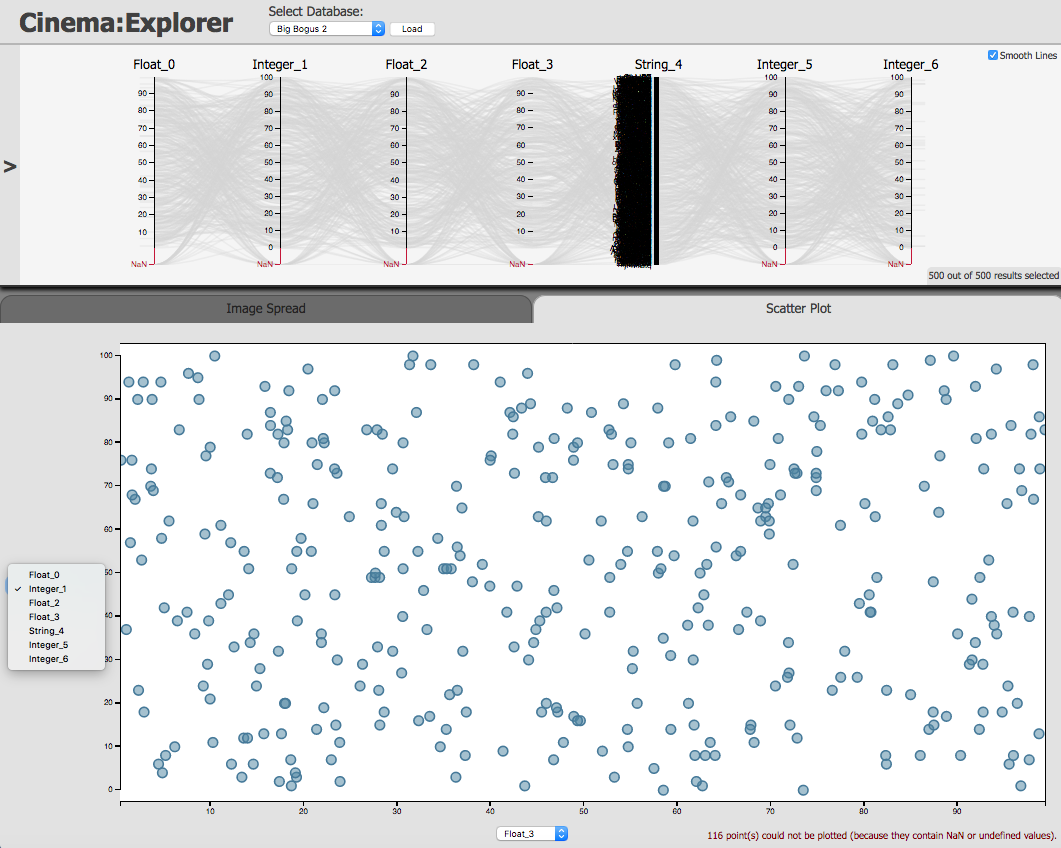 Cinema:Explorer
Select Database:
Big Bogus 2
Load
>
Smooth Lines
Float_0
Integer_1
Float_2
Float_3
String_4
Integer_5
Integer_6
90
80
70
60
50
40
30
20
10
NaN
100
90
80
70
60
50
40
30
20
10
0
NaN
90
80
70
60
50
40
30
20
10
NaN
90
80
70
60
50
40
30
20
10
NaN
100
90
80
70
60
50
40
30
20
10
0
NaN
100
90
80
70
60
50
40
30
20
10
0
NaN
500 out of 500 results selected
Image Spread
Scatter Plot
100
90
80
70
60
50
40
30
20
10
0
Float_0
✓ Integer_1
Float_2
Float_3
String_4
Integer_5
Integer_6
10 20 30 40 50 60 70 80 90
Float_3
116 point(s) could not be plotted (because they contain NaN or undefined values).